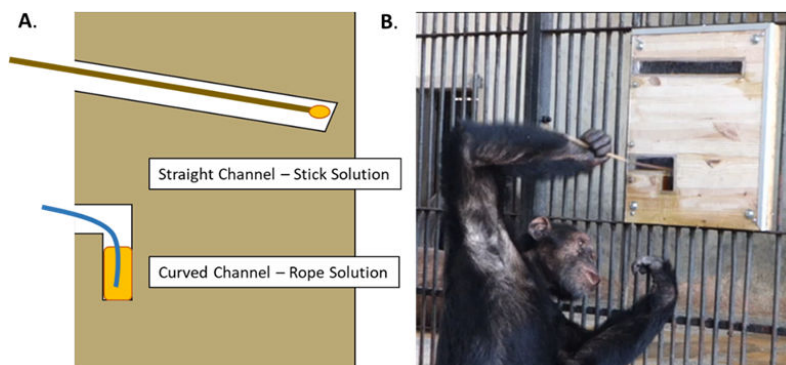 A.
B.
Straight Channel – Stick Solution
Curved Channel – Rope Solution